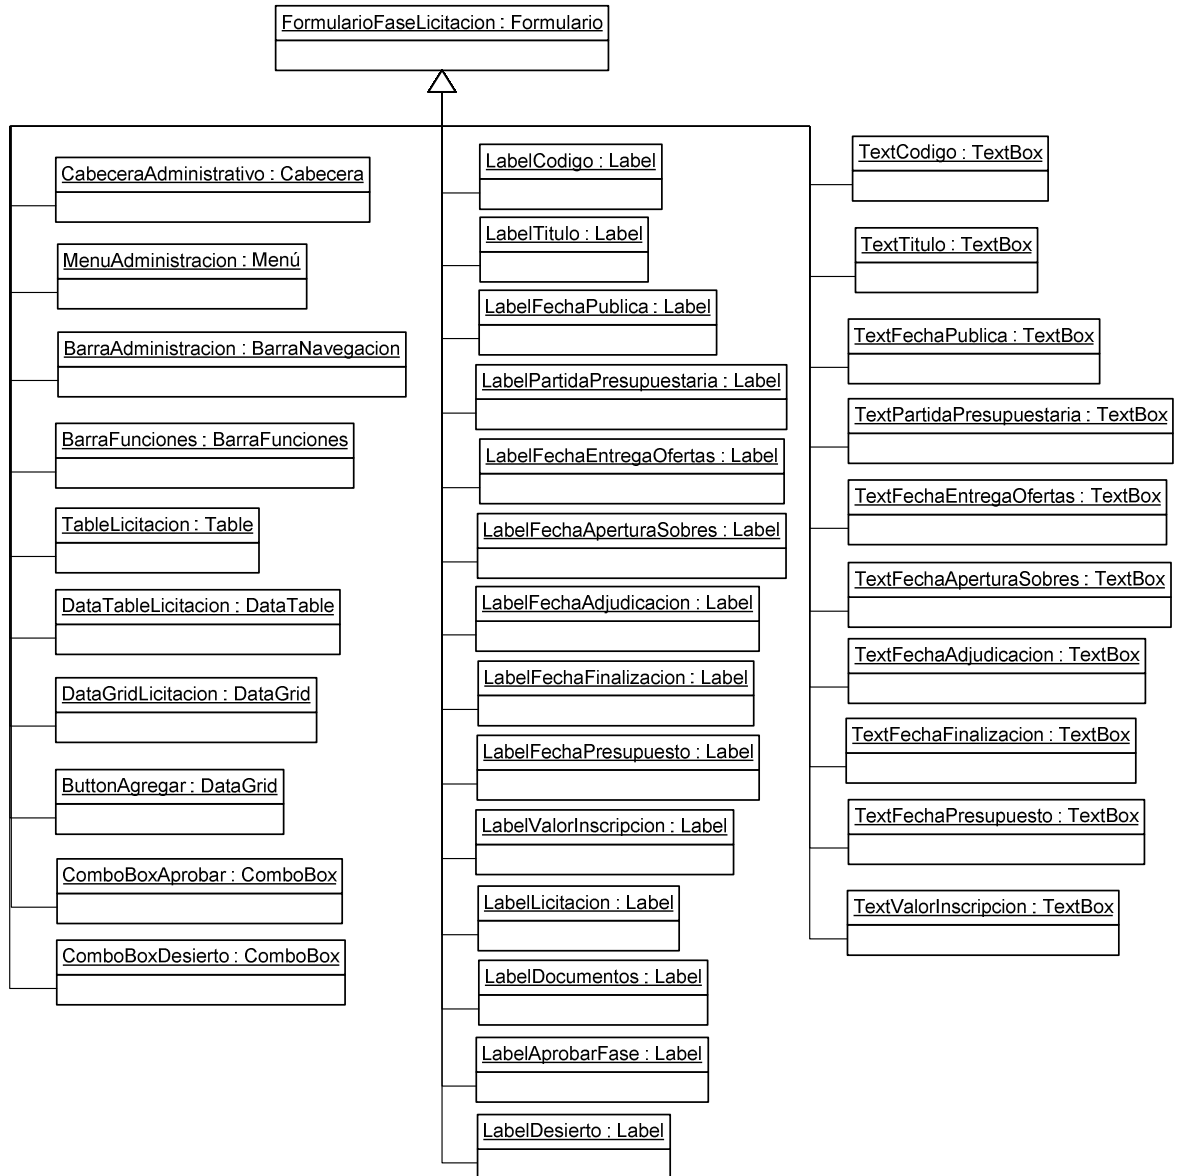 FormularioFaseLicitacion : Formulario
CabeceraAdministrativo : Cabecera
MenuAdministracion : Menú
BarraAdministracion : BarraNavegacion
BarraFunciones : BarraFunciones
TableLicitacion : Table
DataTableLicitacion : DataTable
DataGridLicitacion : DataGrid
ButtonAgregar : DataGrid
ComboBoxAprobar : ComboBox
ComboBoxDesierto : ComboBox
LabelCodigo : Label
LabelTitulo : Label
LabelFechaPublica : Label
LabelPartidaPresupuestaria : Label
LabelFechaEntregaOfertas : Label
LabelFechaAperturaSobres : Label
LabelFechaAdjudicacion : Label
LabelFechaFinalizacion : Label
LabelFechaPresupuesto : Label
LabelValorInscripcion : Label
LabelLicitacion : Label
LabelDocumentos : Label
LabelAprobarFase : Label
LabelDesierto : Label
TextCodigo : TextBox
TextTitulo : TextBox
TextFechaPublica : TextBox
TextPartidaPresupuestaria : TextBox
TextFechaEntregaOfertas : TextBox
TextFechaAperturaSobres : TextBox
TextFechaAdjudicacion : TextBox
TextFechaFinalizacion : TextBox
TextFechaPresupuesto : TextBox
TextValorInscripcion : TextBox